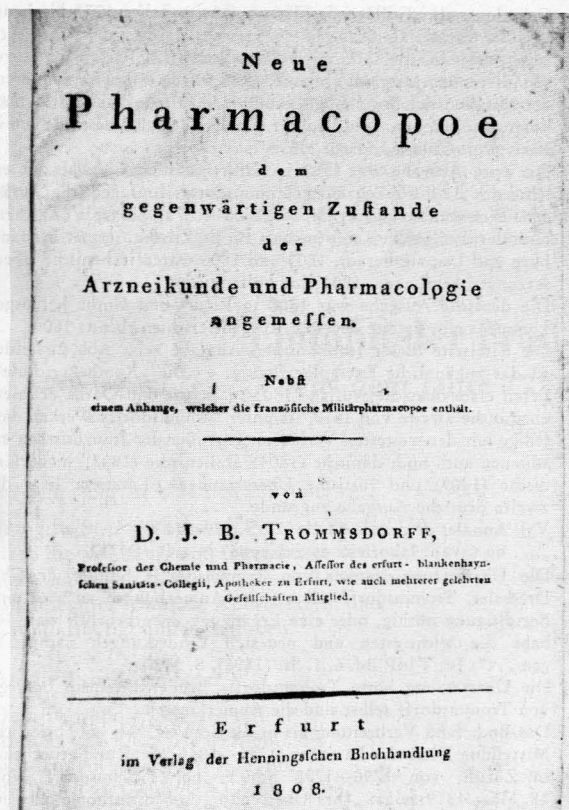 Neue
Pharmacopoe
dem
gegenwärtigen Zuſtande
der
Arzneikunde und Pharmacologie
angemeſſen.
Nebſt
einem Anhange, welcher die franzöſiſche Militärpharmacopoe enthält.
von
D. J. B. TROMMSDORFF,
Profeſſor der Chemie und Pharmacie, Aſſeſſor des erfurt- blankenhayn-
ſchen Sanitäts-Collegii, Apotheker zu Erfurt, wie auch mehrerer gelehrten
Geſellſchaften Mitglied.
Erfurt
im Verlag der Henningsſchen Buchhandlung
1808.